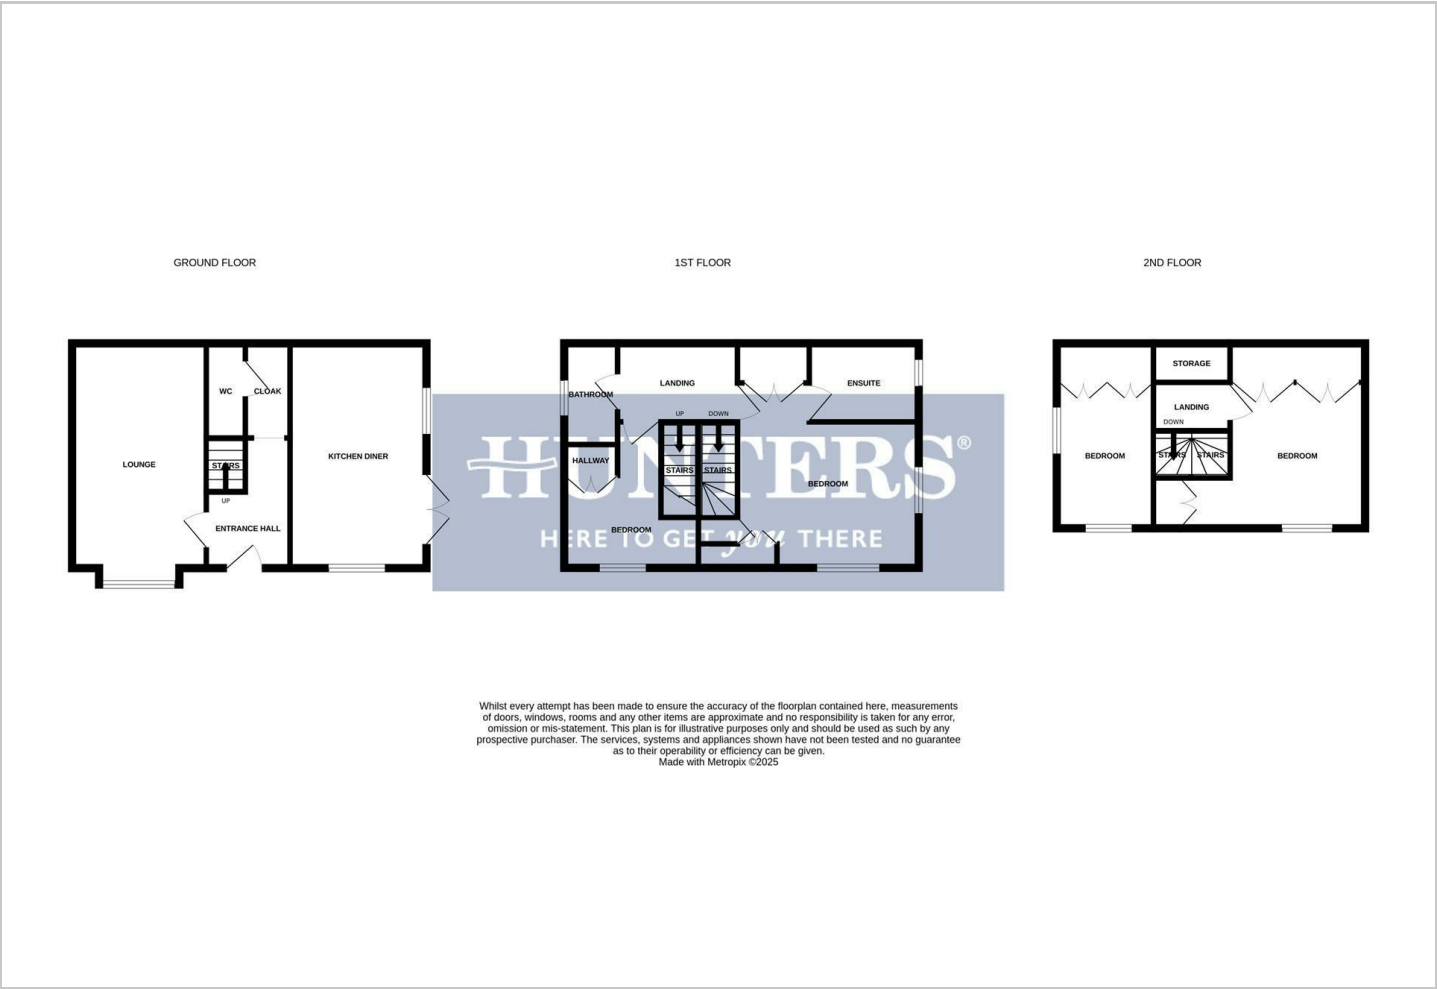 GROUND FLOOR
1ST FLOOR
2ND FLOOR
WC
CLOAK
LOUNGE
STAIRS
UP
ENTRANCE HALL
KITCHEN DINER
BATHROOM
LANDING
ENSUITE
UP
DOWN
HALLWAY
STAIRS
STAIRS
BEDROOM
BEDROOM
HUNTERS®
HERE TO GET you THERE
STORAGE
LANDING
DOWN
STAIRS
STAIRS
BEDROOM
BEDROOM
Whilst every attempt has been made to ensure the accuracy of the floorplan contained here, measurements
of doors, windows, rooms and any other items are approximate and no responsibility is taken for any error,
omission or mis-statement. This plan is for illustrative purposes only and should be used as such by any
prospective purchaser. The services, systems and appliances shown have not been tested and no guarantee
as to their operability or efficiency can be given.
Made with Metropix ©2025